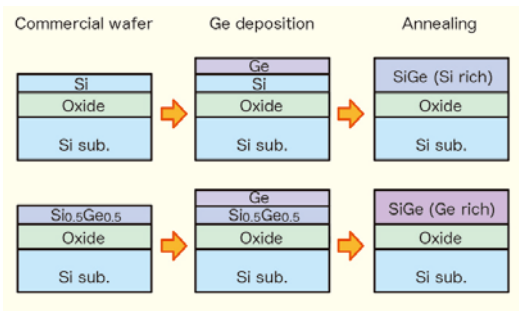 Commercial wafer
Ge deposition
Annealing
Si
Oxide
Si sub.
Ge
Si
Oxide
Si sub.
SiGe (Si rich)
Oxide
Si sub.
Si0.5Ge0.5
Oxide
Si sub.
Ge
Si0.5Ge0.5
Oxide
Si sub.
SiGe (Ge rich)
Oxide
Si sub.